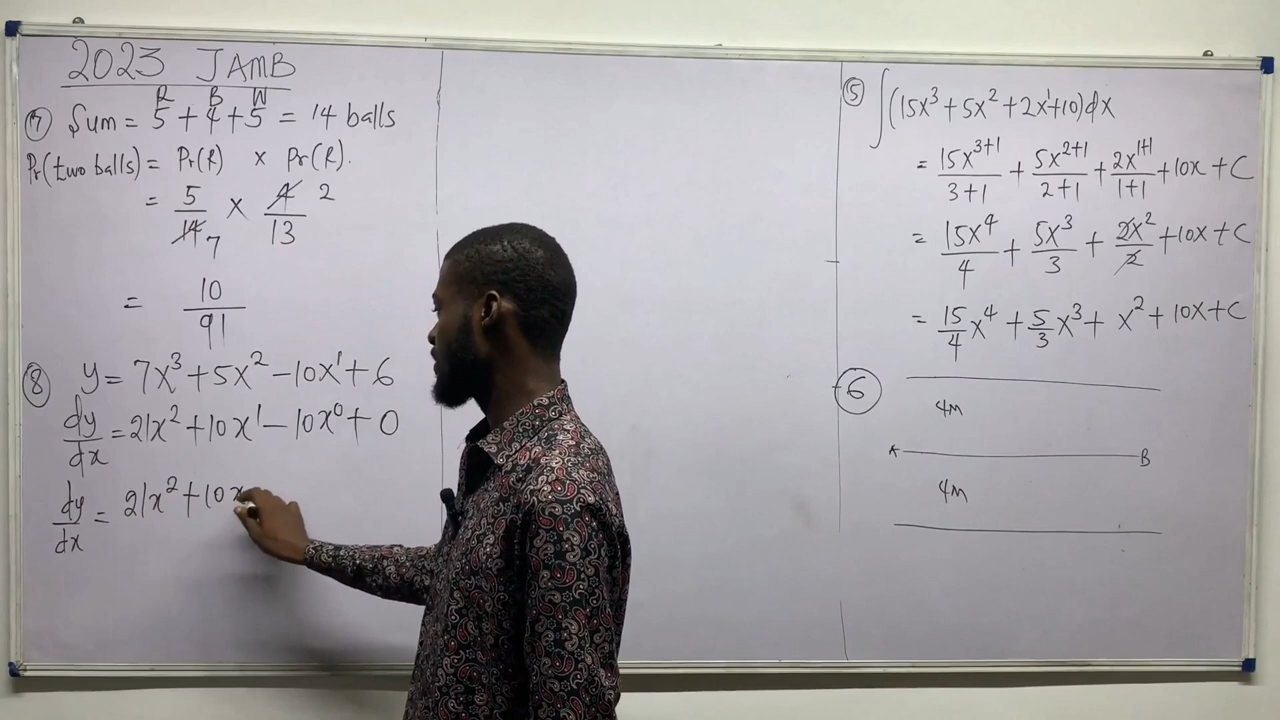 2023 JAMB
R B W
⑦ Sum = 5 + 4 + 5 = 14 balls
Pr(two balls) = Pr(R) × Pr(R).
= 5/14 7 × 4/13 2
= 10/91
⑧ y = 7x³ + 5x² - 10x¹ + 6
dy/dx = 21x² + 10x¹ - 10x⁰ + 0
dy/dx = 21x² + 10x
⑤ ∫(15x³ + 5x² + 2x¹ + 10)dx
= 15x³⁺¹/3+1 + 5x²⁺¹/2+1 + 2x¹⁺¹/1+1 + 10x + C
= 15x⁴/4 + 5x³/3 + 2x²/2 + 10x + C
= 15/4 x⁴ + 5/3 x³ + x² + 10x + C
⑥
4m
A B
4m